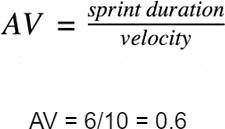 AV = sprint duration / velocity
AV = 6/10 = 0.6